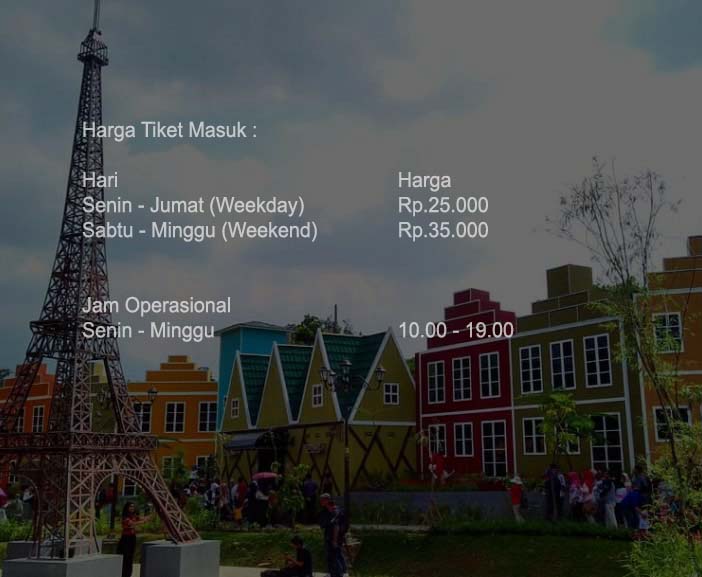 Harga Tiket Masuk :
Hari Harga
Senin - Jumat (Weekday) Rp.25.000
Sabtu - Minggu (Weekend) Rp.35.000
Jam Operasional
Senin - Minggu 10.00 - 19.00